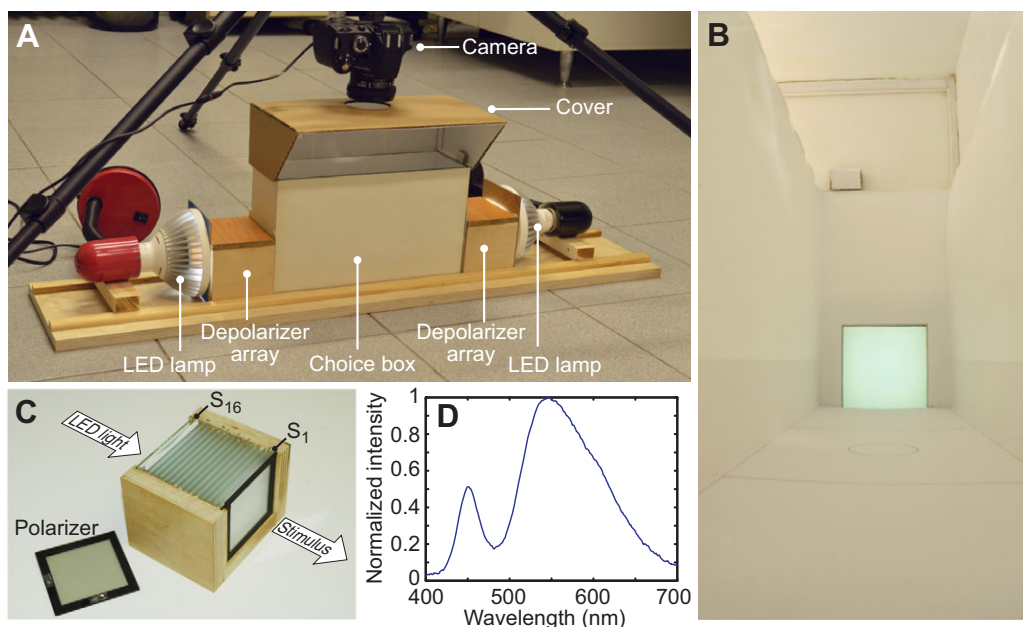 A
Camera
Cover
Depolarizer
array
LED lamp
Choice box
Depolarizer
array
LED lamp
B
C
S16
S1
LED light
Polarizer
Stimulus
D
Normalized intensity
1
0.8
0.6
0.4
0.2
0
400
500
600
700
Wavelength (nm)